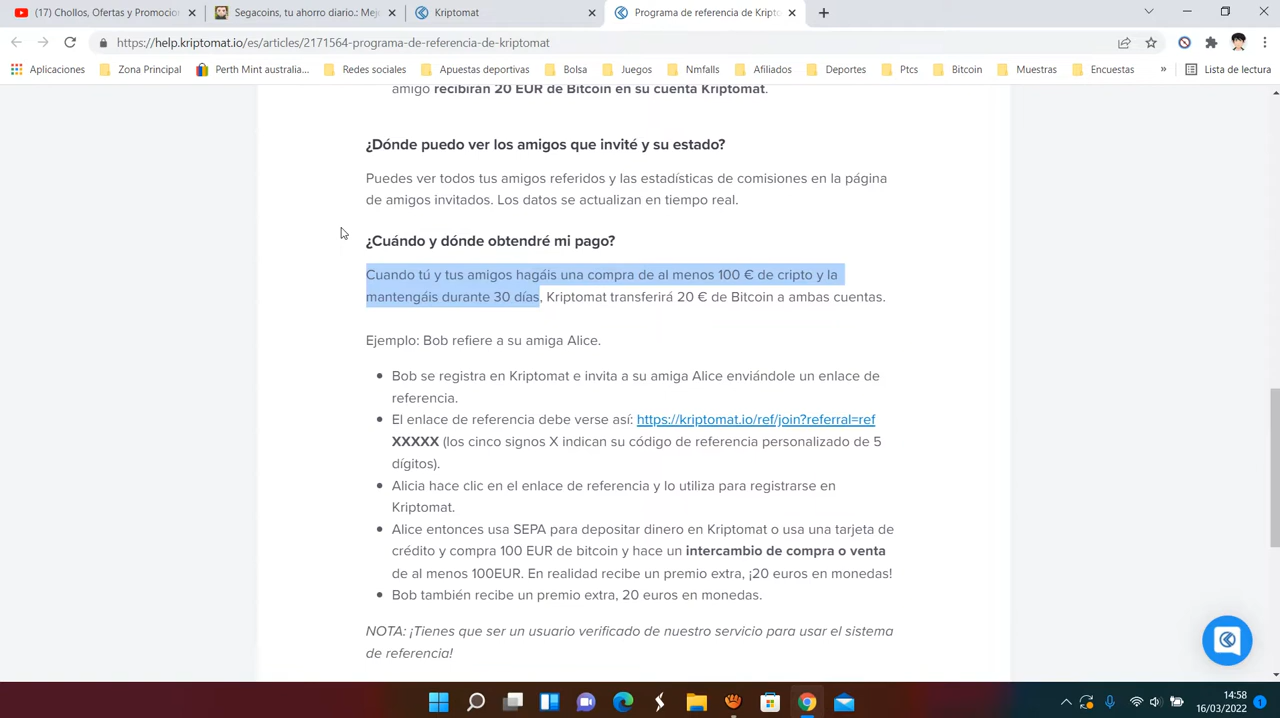 (17) Chollos, Ofertas y Promocion
Segacoins, tu ahorro diario.: Mej
Kriptomat
Programa de referencia de Kripto
https://help.kriptomat.io/es/articles/2171564-programa-de-referencia-de-kriptomat
Aplicaciones Zona Principal Perth Mint australia... Redes sociales Apuestas deportivas Bolsa Juegos Nmfalls Afiliados Deportes Ptcs Bitcoin Muestras Encuestas » Lista de lectura
amigo recibirán 20 EUR de Bitcoin en su cuenta Kriptomat.
¿Dónde puedo ver los amigos que invité y su estado?
Puedes ver todos tus amigos referidos y las estadísticas de comisiones en la página
de amigos invitados. Los datos se actualizan en tiempo real.
¿Cuándo y dónde obtendré mi pago?
Cuando tú y tus amigos hagáis una compra de al menos 100 € de cripto y la
mantengáis durante 30 días, Kriptomat transferirá 20 € de Bitcoin a ambas cuentas.
Ejemplo: Bob refiere a su amiga Alice.
• Bob se registra en Kriptomat e invita a su amiga Alice enviándole un enlace de
referencia.
• El enlace de referencia debe verse así: https://kriptomat.io/ref/join?referral=ref
XXXXX (los cinco signos X indican su código de referencia personalizado de 5
dígitos).
• Alicia hace clic en el enlace de referencia y lo utiliza para registrarse en
Kriptomat.
• Alice entonces usa SEPA para depositar dinero en Kriptomat o usa una tarjeta de
crédito y compra 100 EUR de bitcoin y hace un intercambio de compra o venta
de al menos 100EUR. En realidad recibe un premio extra, ¡20 euros en monedas!
• Bob también recibe un premio extra, 20 euros en monedas.
NOTA: ¡Tienes que ser un usuario verificado de nuestro servicio para usar el sistema
de referencia!
14:58
16/03/2022